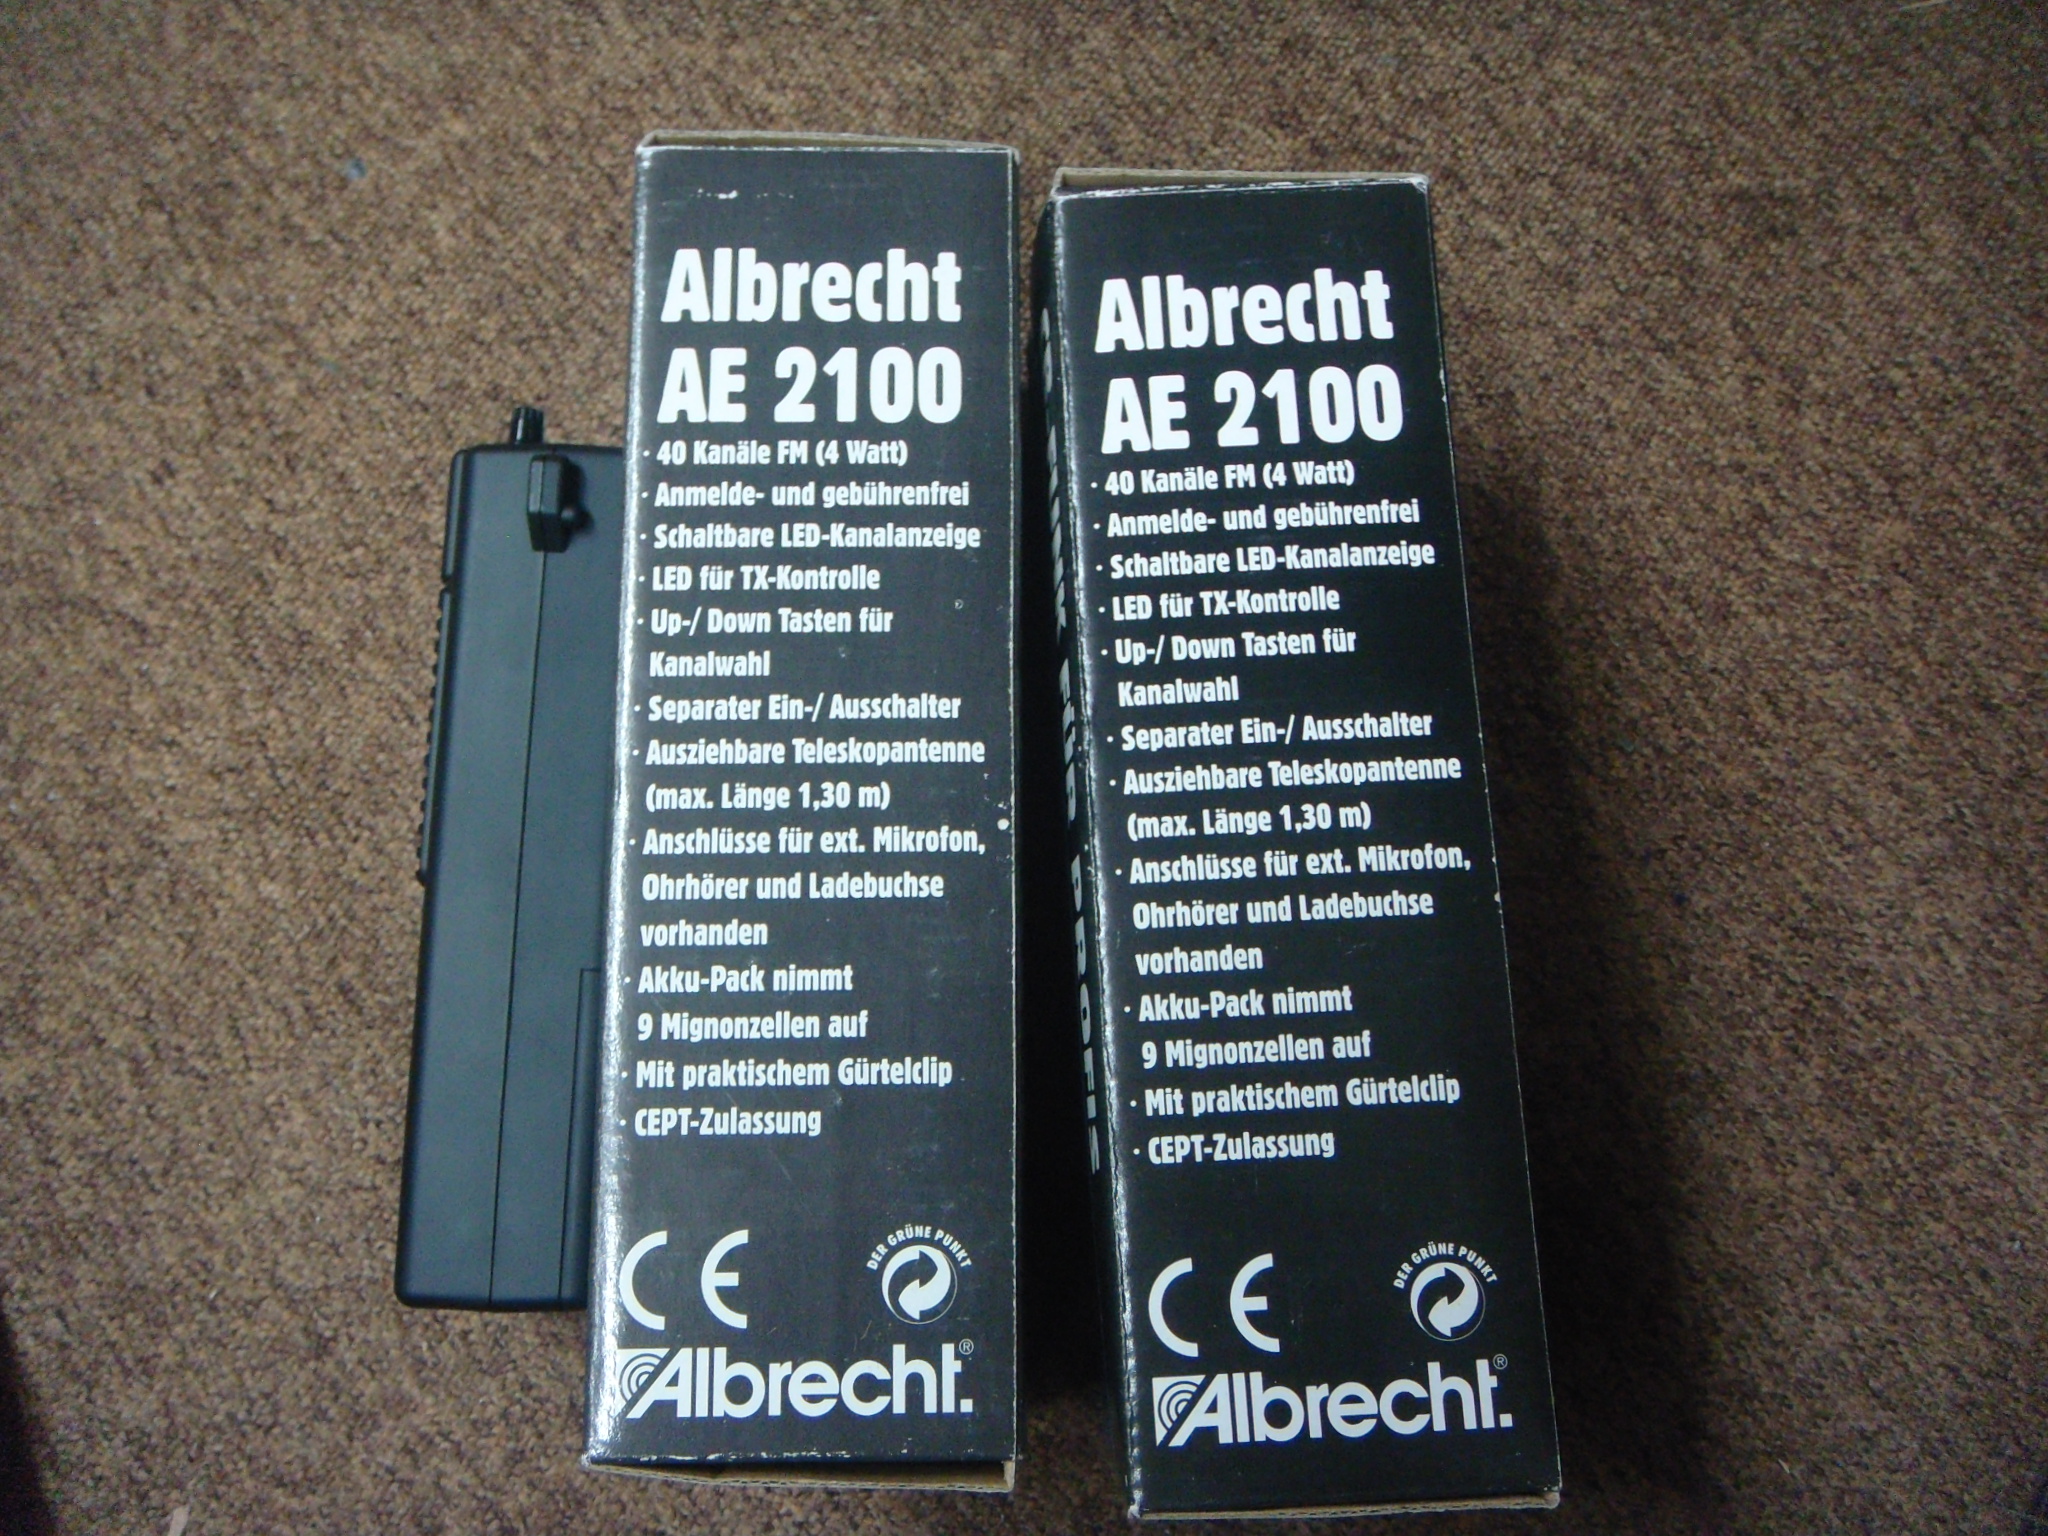 Albrecht
AE 2100
· 40 Kanäle FM (4 Watt)
· Anmelde- und gebührenfrei
· Schaltbare LED-Kanalanzeige
· LED für TX-Kontrolle
· Up-/ Down Tasten für
Kanalwahl
· Separater Ein-/ Ausschalter
· Ausziehbare Teleskopantenne
(max. Länge 1,30 m)
· Anschlüsse für ext. Mikrofon,
Ohrhörer und Ladebuchse
vorhanden
· Akku-Pack nimmt
9 Mignonzellen auf
· Mit praktischem Gürtelclip
· CEPT-Zulassung
CE
DER GRÜNE PUNKT
Albrecht.®
FÜR PROFIS
Albrecht
AE 2100
· 40 Kanäle FM (4 Watt)
· Anmelde- und gebührenfrei
· Schaltbare LED-Kanalanzeige
· LED für TX-Kontrolle
· Up-/ Down Tasten für
Kanalwahl
· Separater Ein-/ Ausschalter
· Ausziehbare Teleskopantenne
(max. Länge 1,30 m)
· Anschlüsse für ext. Mikrofon,
Ohrhörer und Ladebuchse
vorhanden
· Akku-Pack nimmt
9 Mignonzellen auf
· Mit praktischem Gürtelclip
· CEPT-Zulassung
CE
DER GRÜNE PUNKT
Albrecht.®